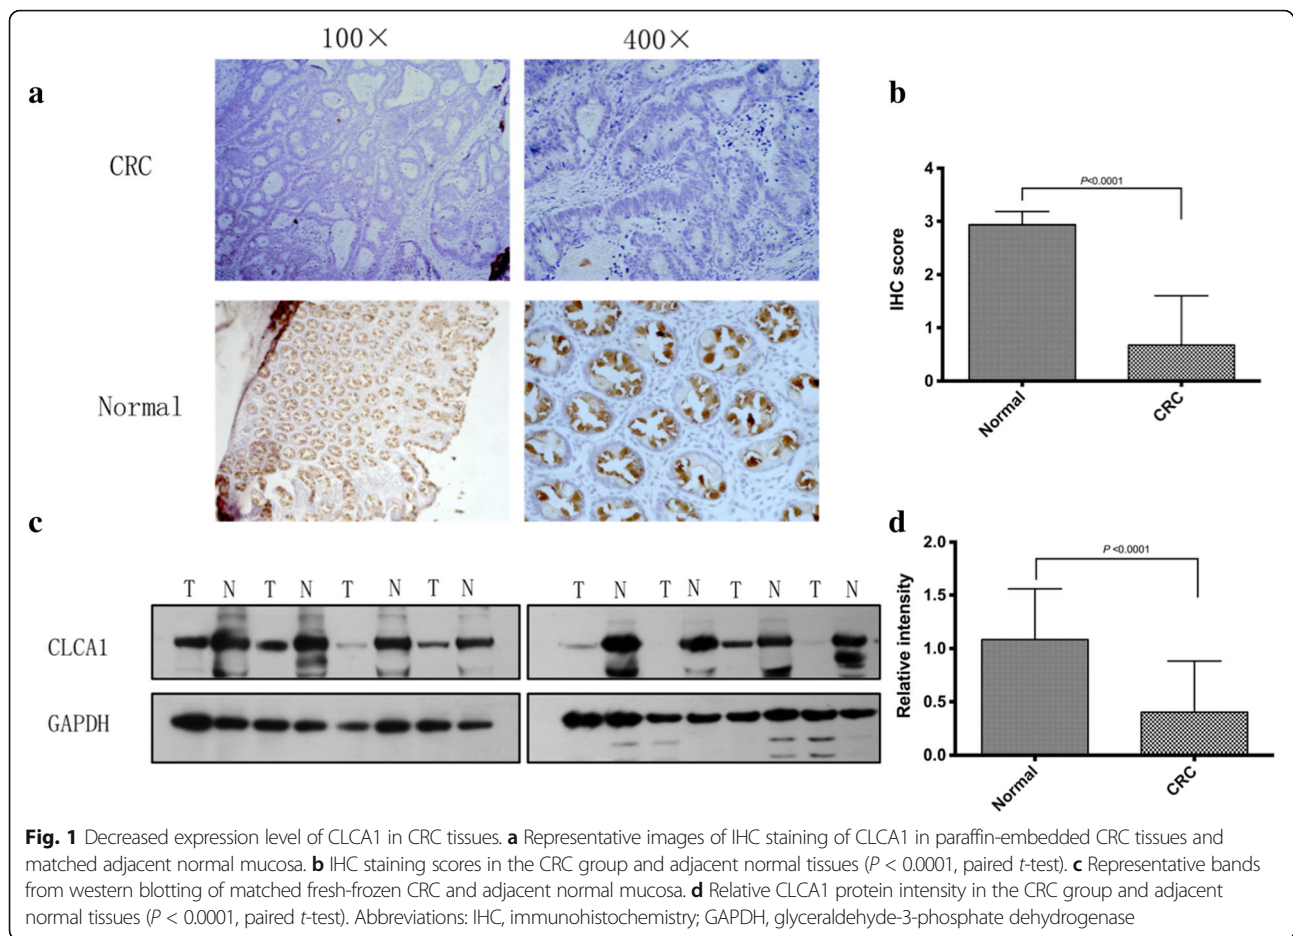 100× 400×
a
CRC
Normal
b
IHC score
4
3
2
1
0
P<0.0001
Normal CRC
c
T N T N T N T N T N T N T N T N
CLCA1
GAPDH
d
Relative intensity
2.0
1.5
1.0
0.5
0.0
P <0.0001
Normal CRC
Fig. 1 Decreased expression level of CLCA1 in CRC tissues. a Representative images of IHC staining of CLCA1 in paraffin-embedded CRC tissues and
matched adjacent normal mucosa. b IHC staining scores in the CRC group and adjacent normal tissues (P < 0.0001, paired t-test). c Representative bands
from western blotting of matched fresh-frozen CRC and adjacent normal mucosa. d Relative CLCA1 protein intensity in the CRC group and adjacent
normal tissues (P < 0.0001, paired t-test). Abbreviations: IHC, immunohistochemistry; GAPDH, glyceraldehyde-3-phosphate dehydrogenase